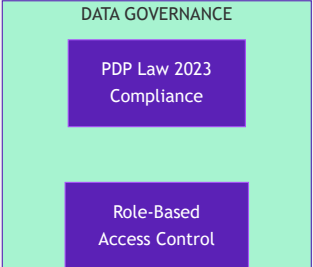 DATA GOVERNANCE
PDP Law 2023
Compliance
Role-Based
Access Control